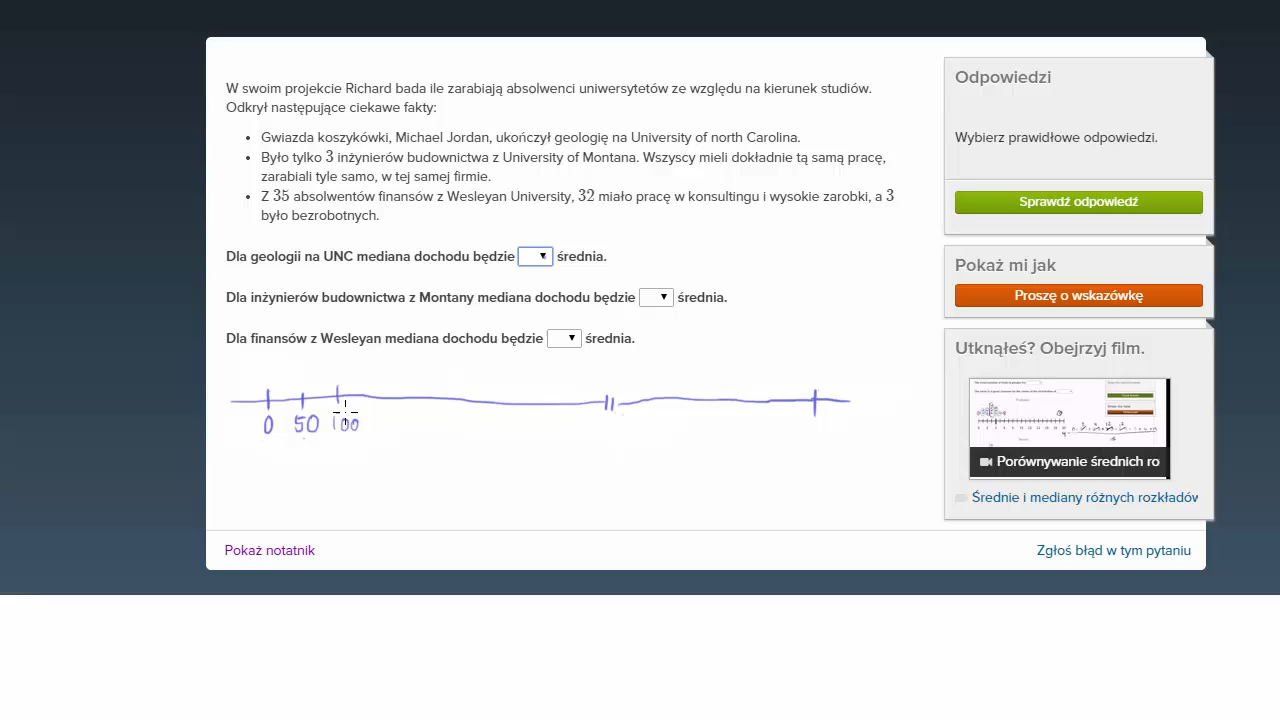 W swoim projekcie Richard bada ile zarabiają absolwenci uniwersytetów ze względu na kierunek studiów.
Odkrył następujące ciekawe fakty:
• Gwiazda koszykówki, Michael Jordan, ukończył geologię na University of north Carolina.
• Było tylko 3 inżynierów budownictwa z University of Montana. Wszyscy mieli dokładnie tą samą pracę,
zarabiali tyle samo, w tej samej firmie.
• Z 35 absolwentów finansów z Wesleyan University, 32 miało pracę w konsultingu i wysokie zarobki, a 3
było bezrobotnych.
Dla geologii na UNC mediana dochodu będzie średnia.
Dla inżynierów budownictwa z Montany mediana dochodu będzie średnia.
Dla finansów z Wesleyan mediana dochodu będzie średnia.
0 50 100
Pokaż notatnik
Zgłoś błąd w tym pytaniu
Odpowiedzi
Wybierz prawidłowe odpowiedzi.
Sprawdź odpowiedź
Pokaż mi jak
Proszę o wskazówkę
Utknąłeś? Obejrzyj film.
Porównywanie średnich ro
Średnie i mediany różnych rozkładów